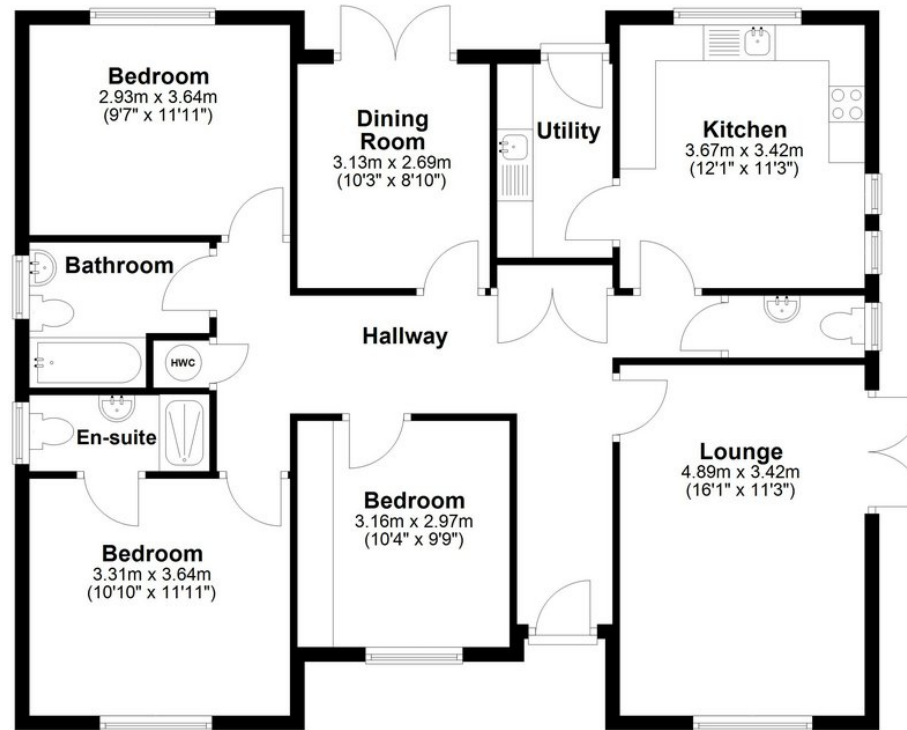 Bedroom
2.93m x 3.64m
(9'7" x 11'11")
Dining
Room
3.13m x 2.69m
(10'3" x 8'10")
Utility
Kitchen
3.67m x 3.42m
(12'1" x 11'3")
Bathroom
HWC
Hallway
En-suite
Bedroom
3.31m x 3.64m
(10'10" x 11'11")
Bedroom
3.16m x 2.97m
(10'4" x 9'9")
Lounge
4.89m x 3.42m
(16'1" x 11'3")